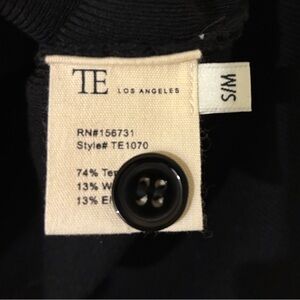 TE LOS ANGELES
S/M
RN#156731
Style# TE1070
74%
13%
13%